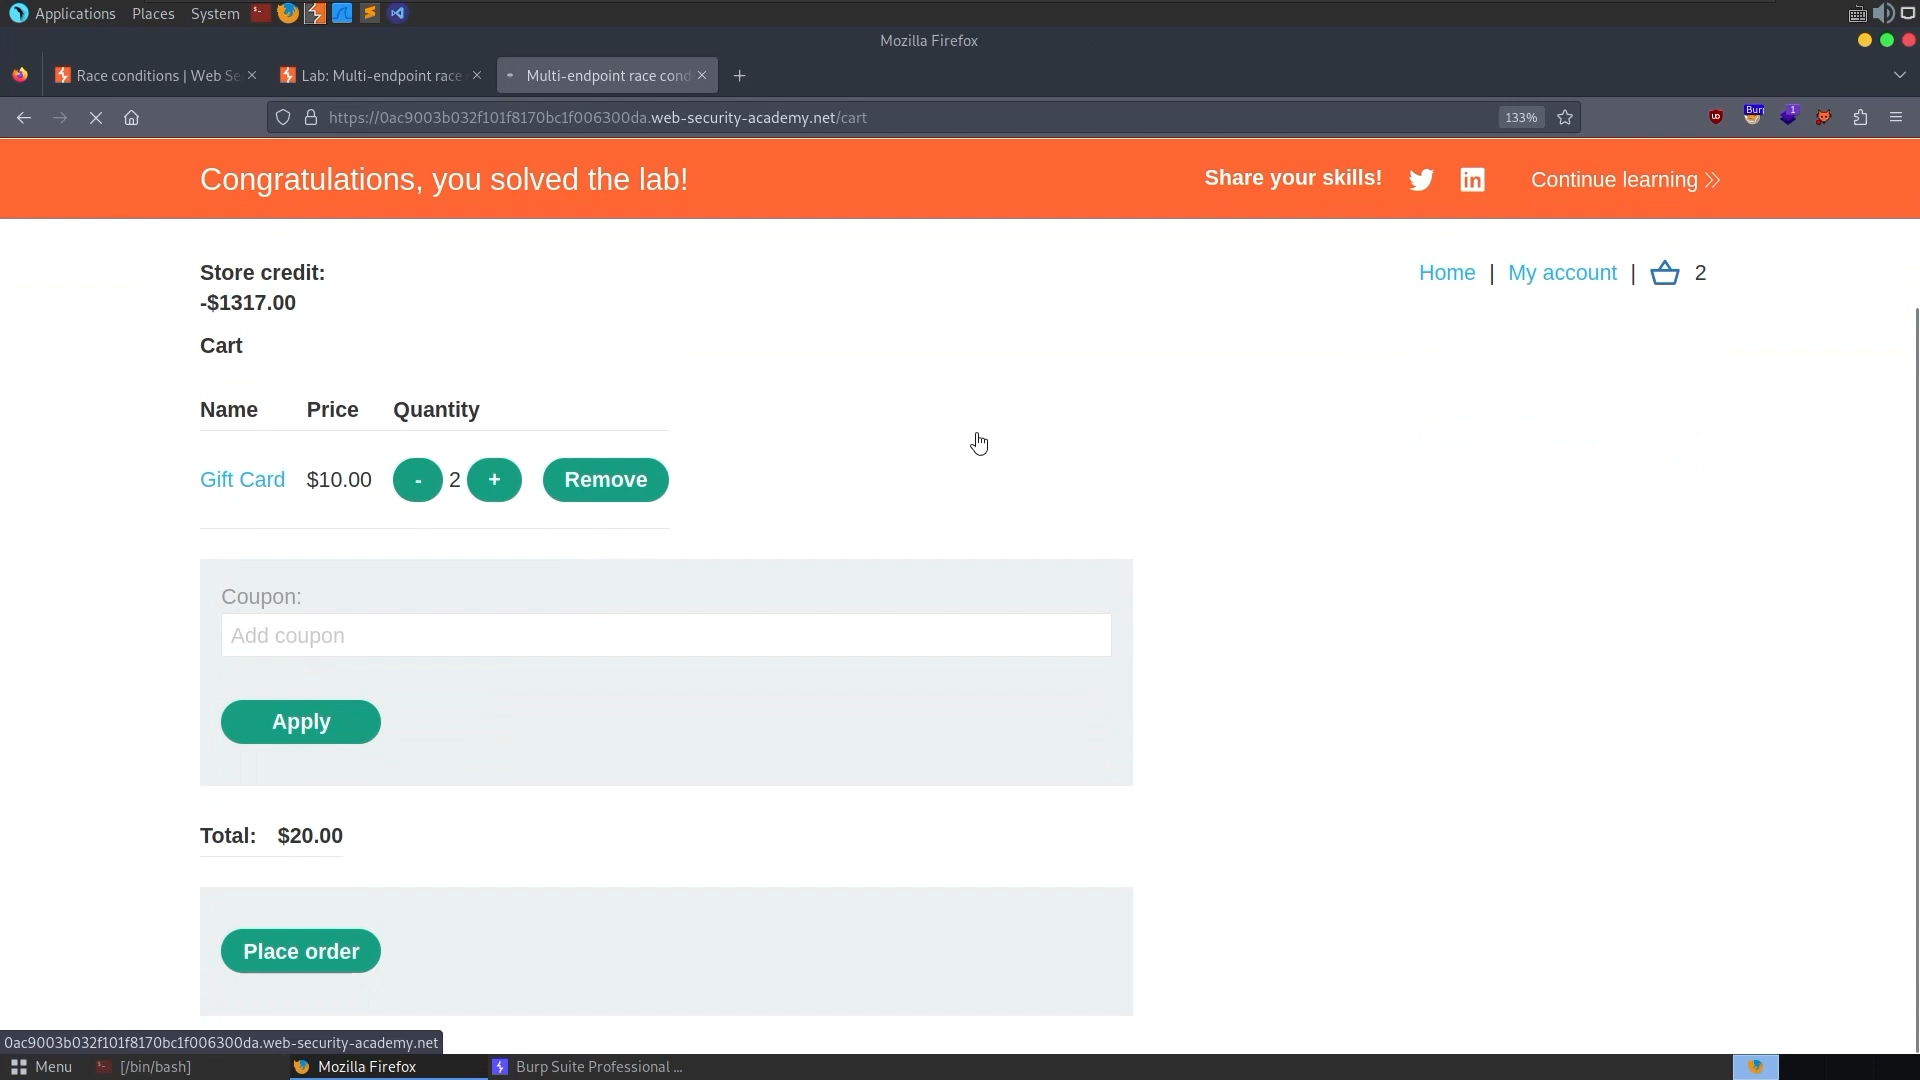 Applications Places System
Mozilla Firefox
Race conditions | Web Se
Lab: Multi-endpoint race
Multi-endpoint race cond
https://0ac9003b032f101f8170bc1f006300da.web-security-academy.net/cart
133%
Burp
1
Congratulations, you solved the lab!
Share your skills!
Continue learning
Store credit:
-$1317.00
Home | My account | 2
Cart
Name Price Quantity
Gift Card $10.00 - 2 + Remove
Coupon:
Add coupon
Apply
Total: $20.00
Place order
0ac9003b032f101f8170bc1f006300da.web-security-academy.net
Menu
[/bin/bash]
Mozilla Firefox
Burp Suite Professional ...